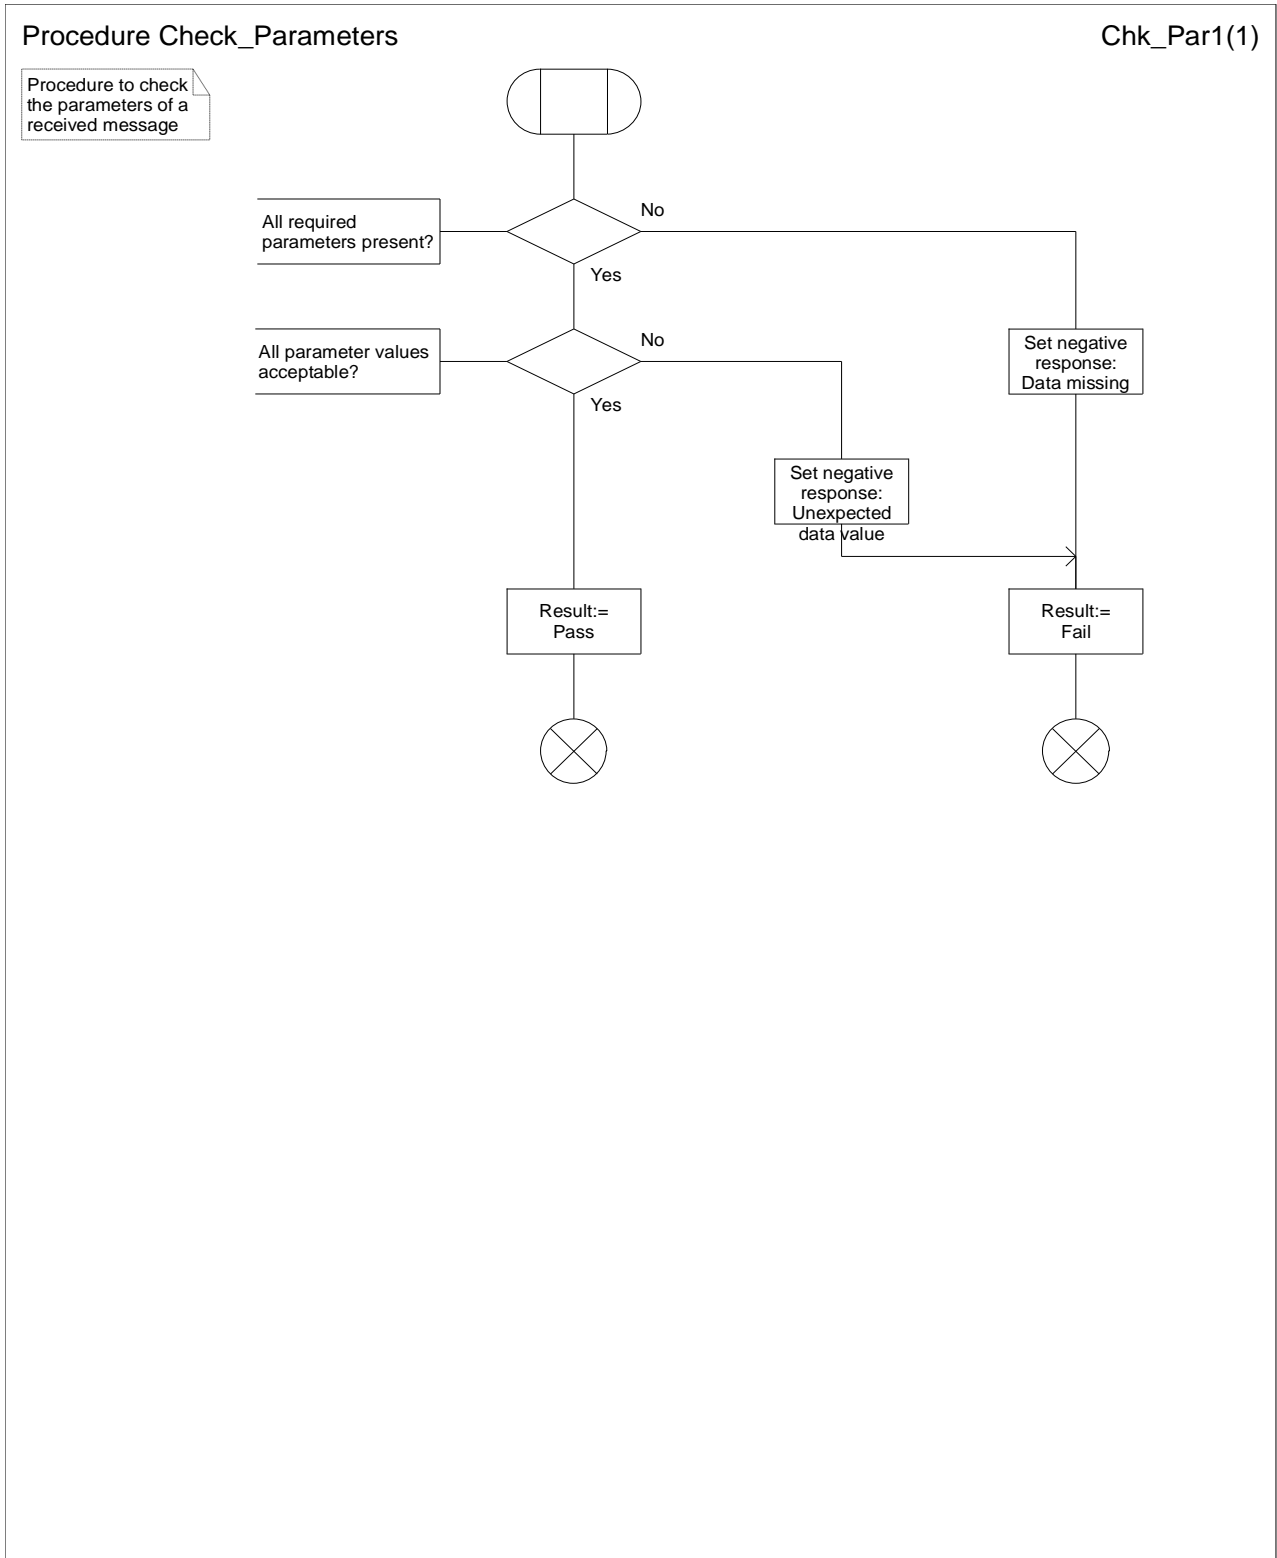 Procedure Check_Parameters
Chk_Par1(1)
Procedure to check
the parameters of a
received message
All required
parameters present?
No
Yes
All parameter values
acceptable?
No
Yes
Set negative
response:
Data missing
Set negative
response:
Unexpected
data value
Result:=
Pass
Result:=
Fail